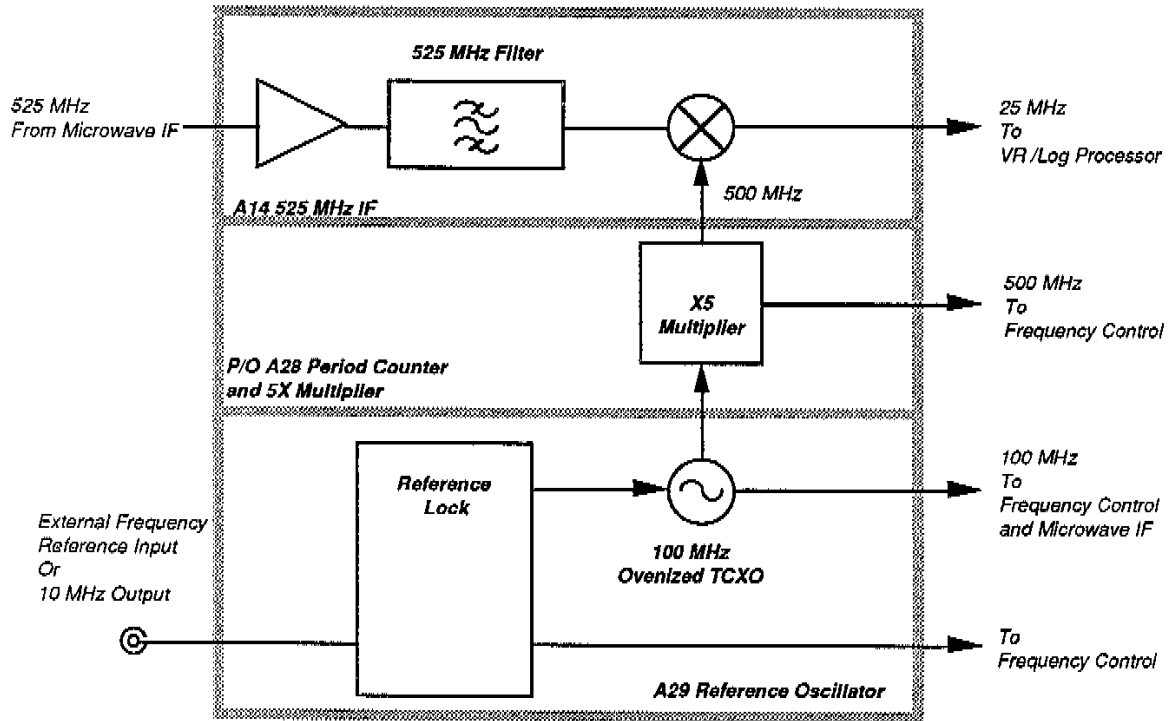 525 MHz Filter
525 MHz
From Microwave IF
25 MHz
To
VR/Log Processor
500 MHz
A14 525 MHz IF
X5
Multiplier
500 MHz
To
Frequency Control
P/O A28 Period Counter
and 5X Multiplier
Reference
Lock
100 MHz
To
Frequency Control
and Microwave IF
External Frequency
Reference Input
Or
10 MHz Output
100 MHz
Ovenized TCXO
To
Frequency Control
A29 Reference Oscillator